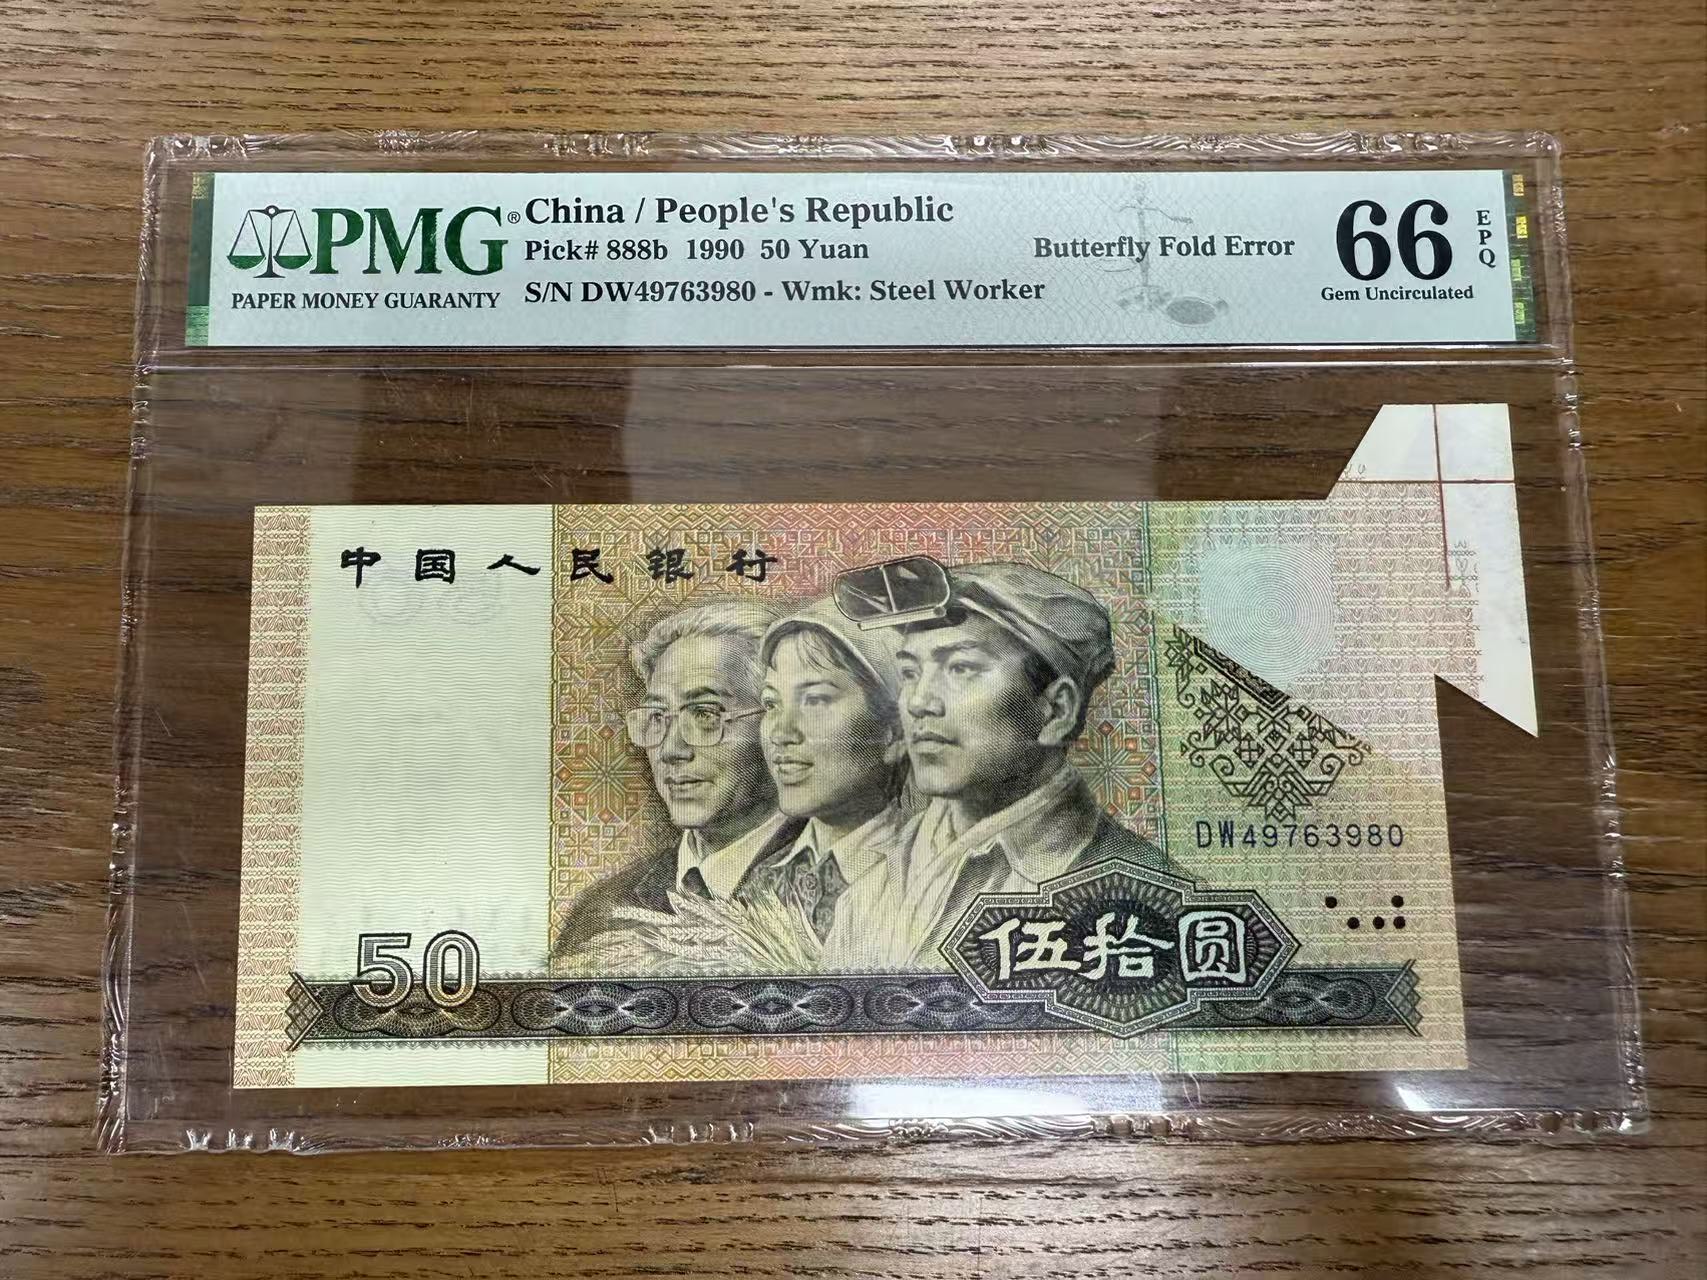 PMG® China / People's Republic
Pick# 888b 1990 50 Yuan
Butterfly Fold Error
66 EPQ
Gem Uncirculated
PAPER MONEY GUARANTY
S/N DW49763980 - Wmk: Steel Worker
中国人民银行
DW49763980
伍拾圆
50